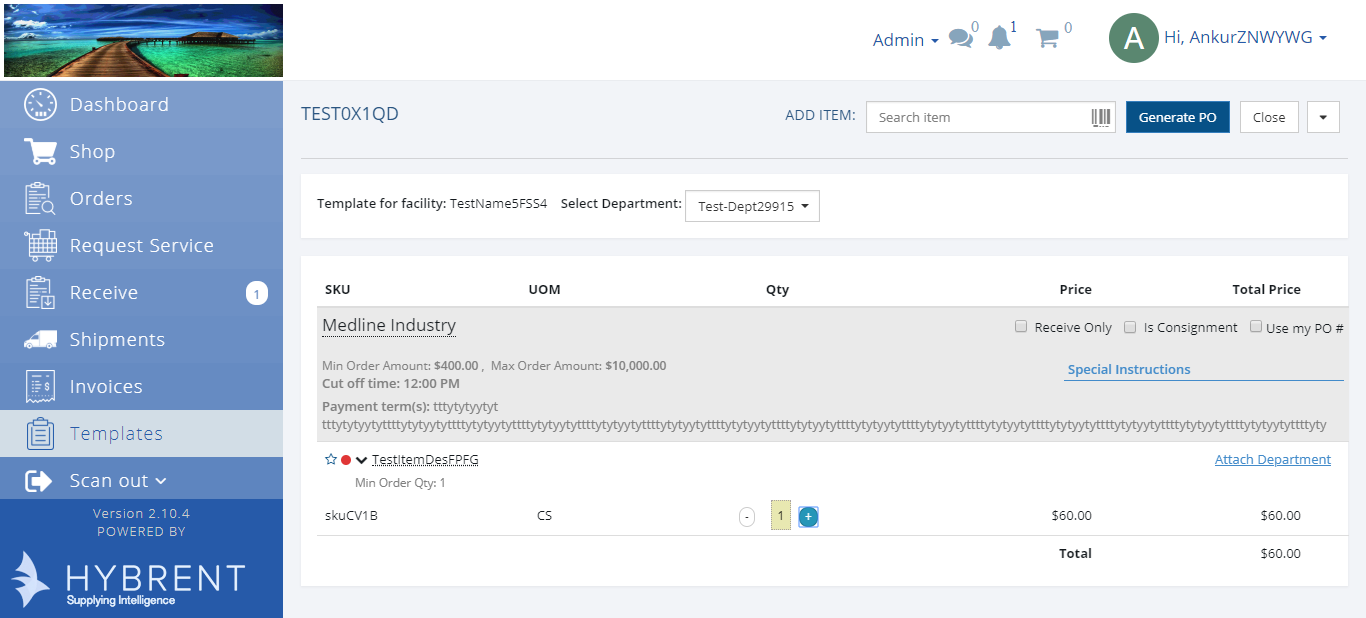 Admin 0 1 0 A Hi, AnkurZNWYWG
Dashboard
Shop
Orders
Request Service
Receive 1
Shipments
Invoices
Templates
Scan out
Version 2.10.4
POWERED BY
HYBRENT
Supplying Intelligence
TEST0X1QD ADD ITEM: Search item Generate PO Close
Template for facility: TestName5FSS4 Select Department: Test-Dept29915
SKU UOM Qty Price Total Price
Medline Industry Receive Only Is Consignment Use my PO #
Min Order Amount: $400.00 , Max Order Amount: $10,000.00
Special Instructions
Cut off time: 12:00 PM
Payment term(s): tttytytyytyt
TestItemDesFPFG Attach Department
Min Order Qty: 1
skuCV1B CS - 1 + $60.00 $60.00
Total $60.00